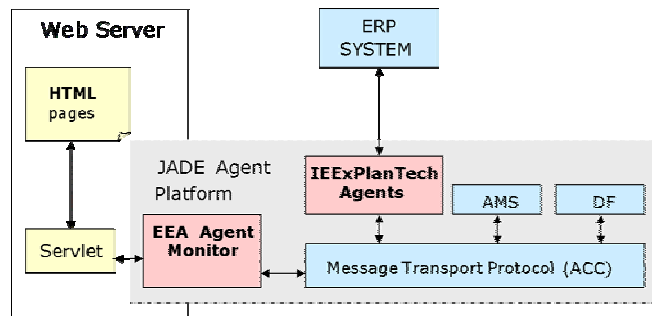 Web Server
ERP
SYSTEM
HTML
pages
JADE Agent
Platform
IEExPlanTech
Agents
AMS
DF
EEA Agent
Monitor
Servlet
Message Transport Protocol (ACC)